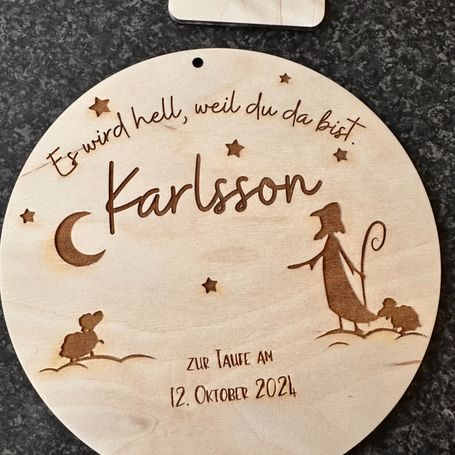 Es wird hell, weil du da bist.
Karlsson
zur Taufe am
12. Oktober 2024